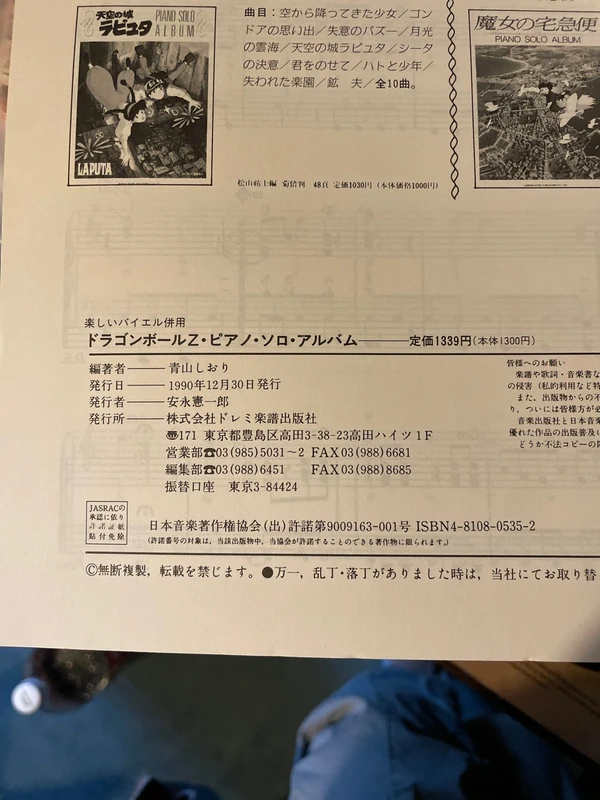 天空の城
ラピュタ
PIANO SOLO
ALBUM
LAPUTA
曲目：空から降ってきた少女／ゴン
ドアの思い出／失意のパズー／月光
の雲海／天空の城ラピュタ／シータ
の決意／君をのせて／ハトと少年／
失われた楽園／鉱　夫／全10曲。
松山祐士編 菊倍判 48頁 定価1030円（本体価格1000円）
魔女の宅急便
PIANO SOLO ALBUM
楽しいバイエル併用
ドラゴンボールZ・ピアノ・ソロ・アルバム――定価1339円（本体1300円）
編著者――青山しおり
発行日――1990年12月30日発行
発行者――安永憲一郎
発行所――株式会社ドレミ楽譜出版社
〠171 東京都豊島区高田3-38-23高田ハイツ1F
営業部☎03(985)5031〜2 FAX03(988)6681
編集部☎03(988)6451 FAX03(988)8685
振替口座 東京3-84424
皆様へのお願い
楽譜や歌詞・音楽書な
の侵害（私的利用など特
また、出版物からの不
り、ついには皆様方が必
音楽出版社と日本音楽
優れた作品の出版普及に
どうか不法コピーの防
JASRACの
承認に依り
許諾証紙
貼付免除
日本音楽著作権協会（出）許諾第9009163-001号 ISBN4-8108-0535-2
（許諾番号の対象は，当該出版物中，当協会が許諾することのできる著作物に限られます。）
Ⓒ無断複製，転載を禁じます。●万一，乱丁・落丁がありました時は，当社にてお取り替